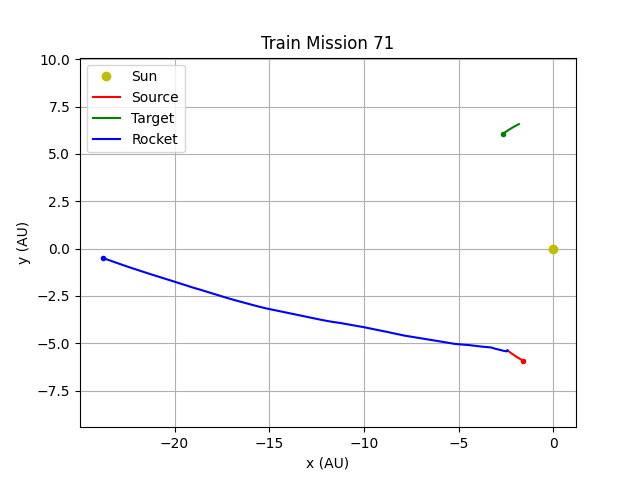 Train Mission 71
Sun
Source
Target
Rocket
10.0
7.5
5.0
2.5
0.0
−2.5
−5.0
−7.5
y (AU)
−20 −15 −10 −5 0
x (AU)